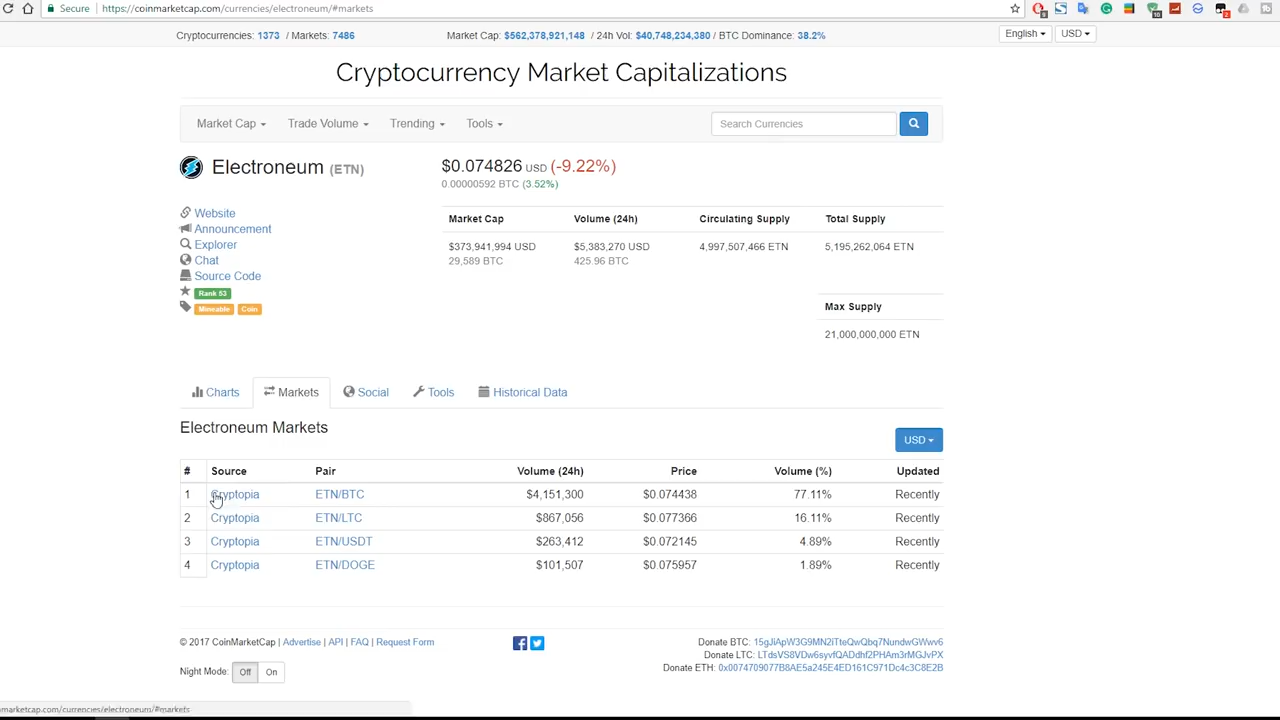 Secure https://coinmarketcap.com/currencies/electroneum/#markets
Cryptocurrencies: 1373 / Markets: 7486 Market Cap: $562,378,921,148 / 24h Vol: $40,748,234,380 / BTC Dominance: 38.2% English USD
Cryptocurrency Market Capitalizations
Market Cap Trade Volume Trending Tools Search Currencies
Electroneum (ETN) $0.074826 USD (-9.22%)
0.00000592 BTC (3.52%)
Website
Announcement
Explorer
Chat
Source Code
Rank 53
Mineable Coin
Market Cap Volume (24h) Circulating Supply Total Supply
$373,941,994 USD $5,383,270 USD 4,997,507,466 ETN 5,195,262,064 ETN
29,589 BTC 425.96 BTC
Max Supply
21,000,000,000 ETN
Charts Markets Social Tools Historical Data
Electroneum Markets
USD
# Source Pair Volume (24h) Price Volume (%) Updated
1 Cryptopia ETN/BTC $4,151,300 $0.074438 77.11% Recently
2 Cryptopia ETN/LTC $867,056 $0.077366 16.11% Recently
3 Cryptopia ETN/USDT $263,412 $0.072145 4.89% Recently
4 Cryptopia ETN/DOGE $101,507 $0.075957 1.89% Recently
© 2017 CoinMarketCap | Advertise | API | FAQ | Request Form
Donate BTC: 15gJiApW3G9MN2iTteQwQbq7NundwGWwv6
Donate LTC: LTdsVS8VDw6syvfQADdhf2PHAm3rMGJvPX
Donate ETH: 0x0074709077B8AE5a245E4ED161C971Dc4c3C8E2B
Night Mode: Off On
nmarketcap.com/currencies/electroneum/#markets